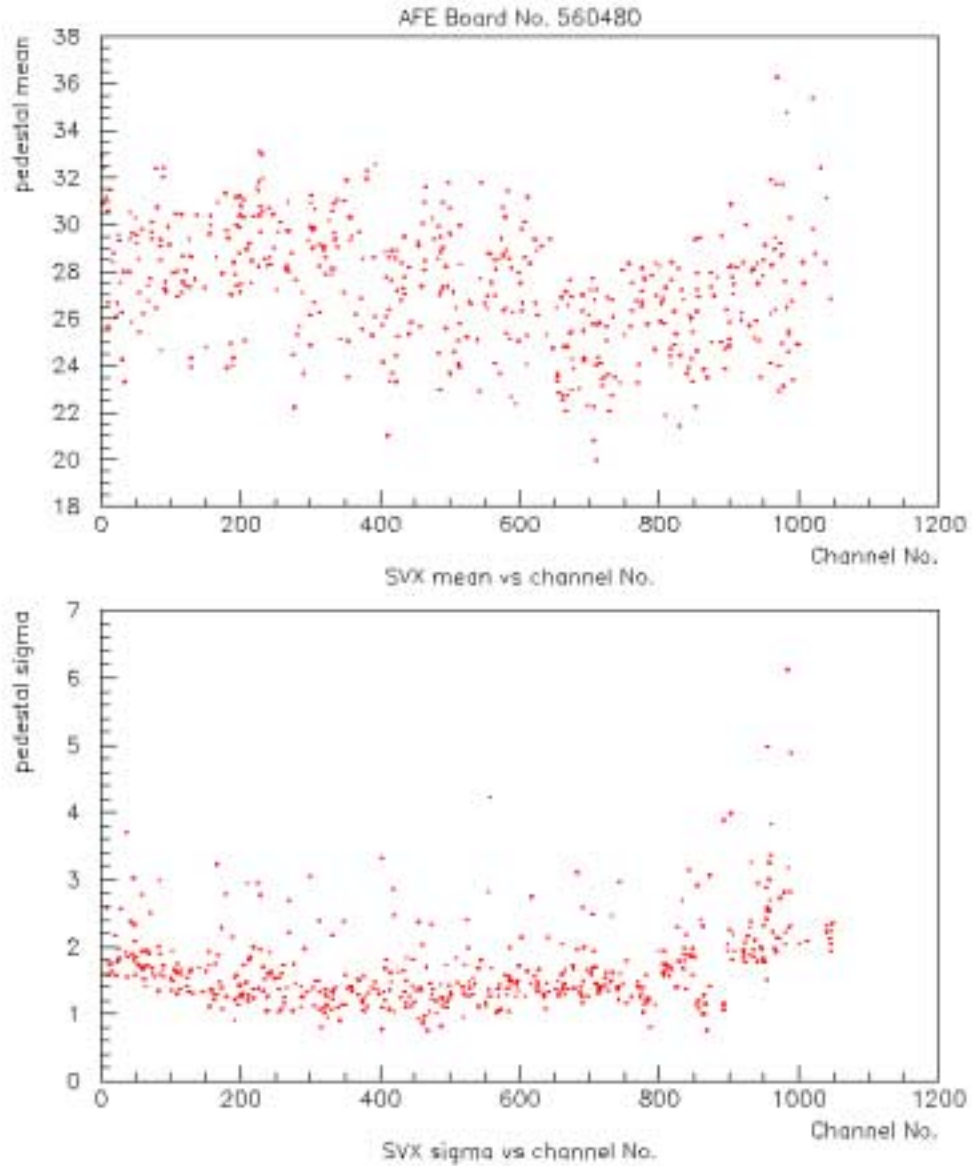 AFE Board No. 560480
pedestal mean
38
36
34
32
30
28
26
24
22
20
18
0 200 400 600 800 1000 1200
Channel No.
SVX mean vs channel No.
pedestal sigma
7
6
5
4
3
2
1
0
0 200 400 600 800 1000 1200
Channel No.
SVX sigma vs channel No.